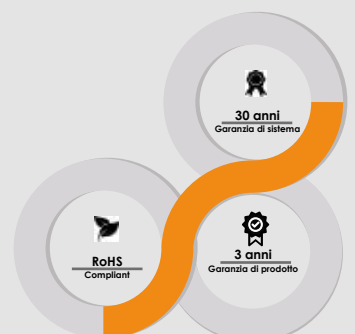 30 anni
Garanzia di sistema
RoHS
Compliant
3 anni
Garanzia di prodotto